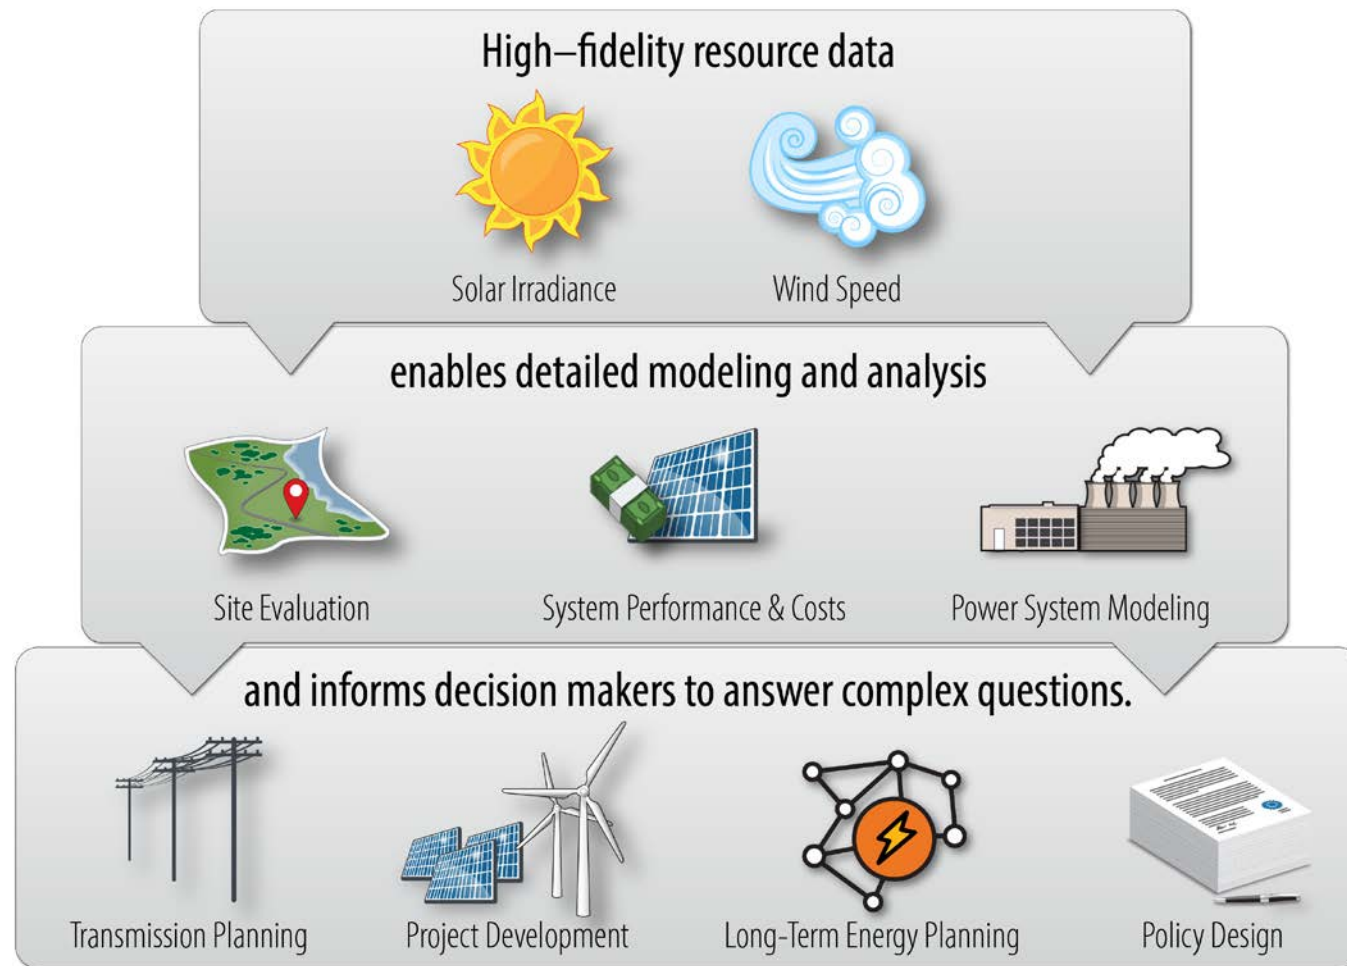 High–fidelity resource data
Solar Irradiance
Wind Speed
enables detailed modeling and analysis
Site Evaluation
System Performance & Costs
Power System Modeling
and informs decision makers to answer complex questions.
Transmission Planning
Project Development
Long-Term Energy Planning
Policy Design